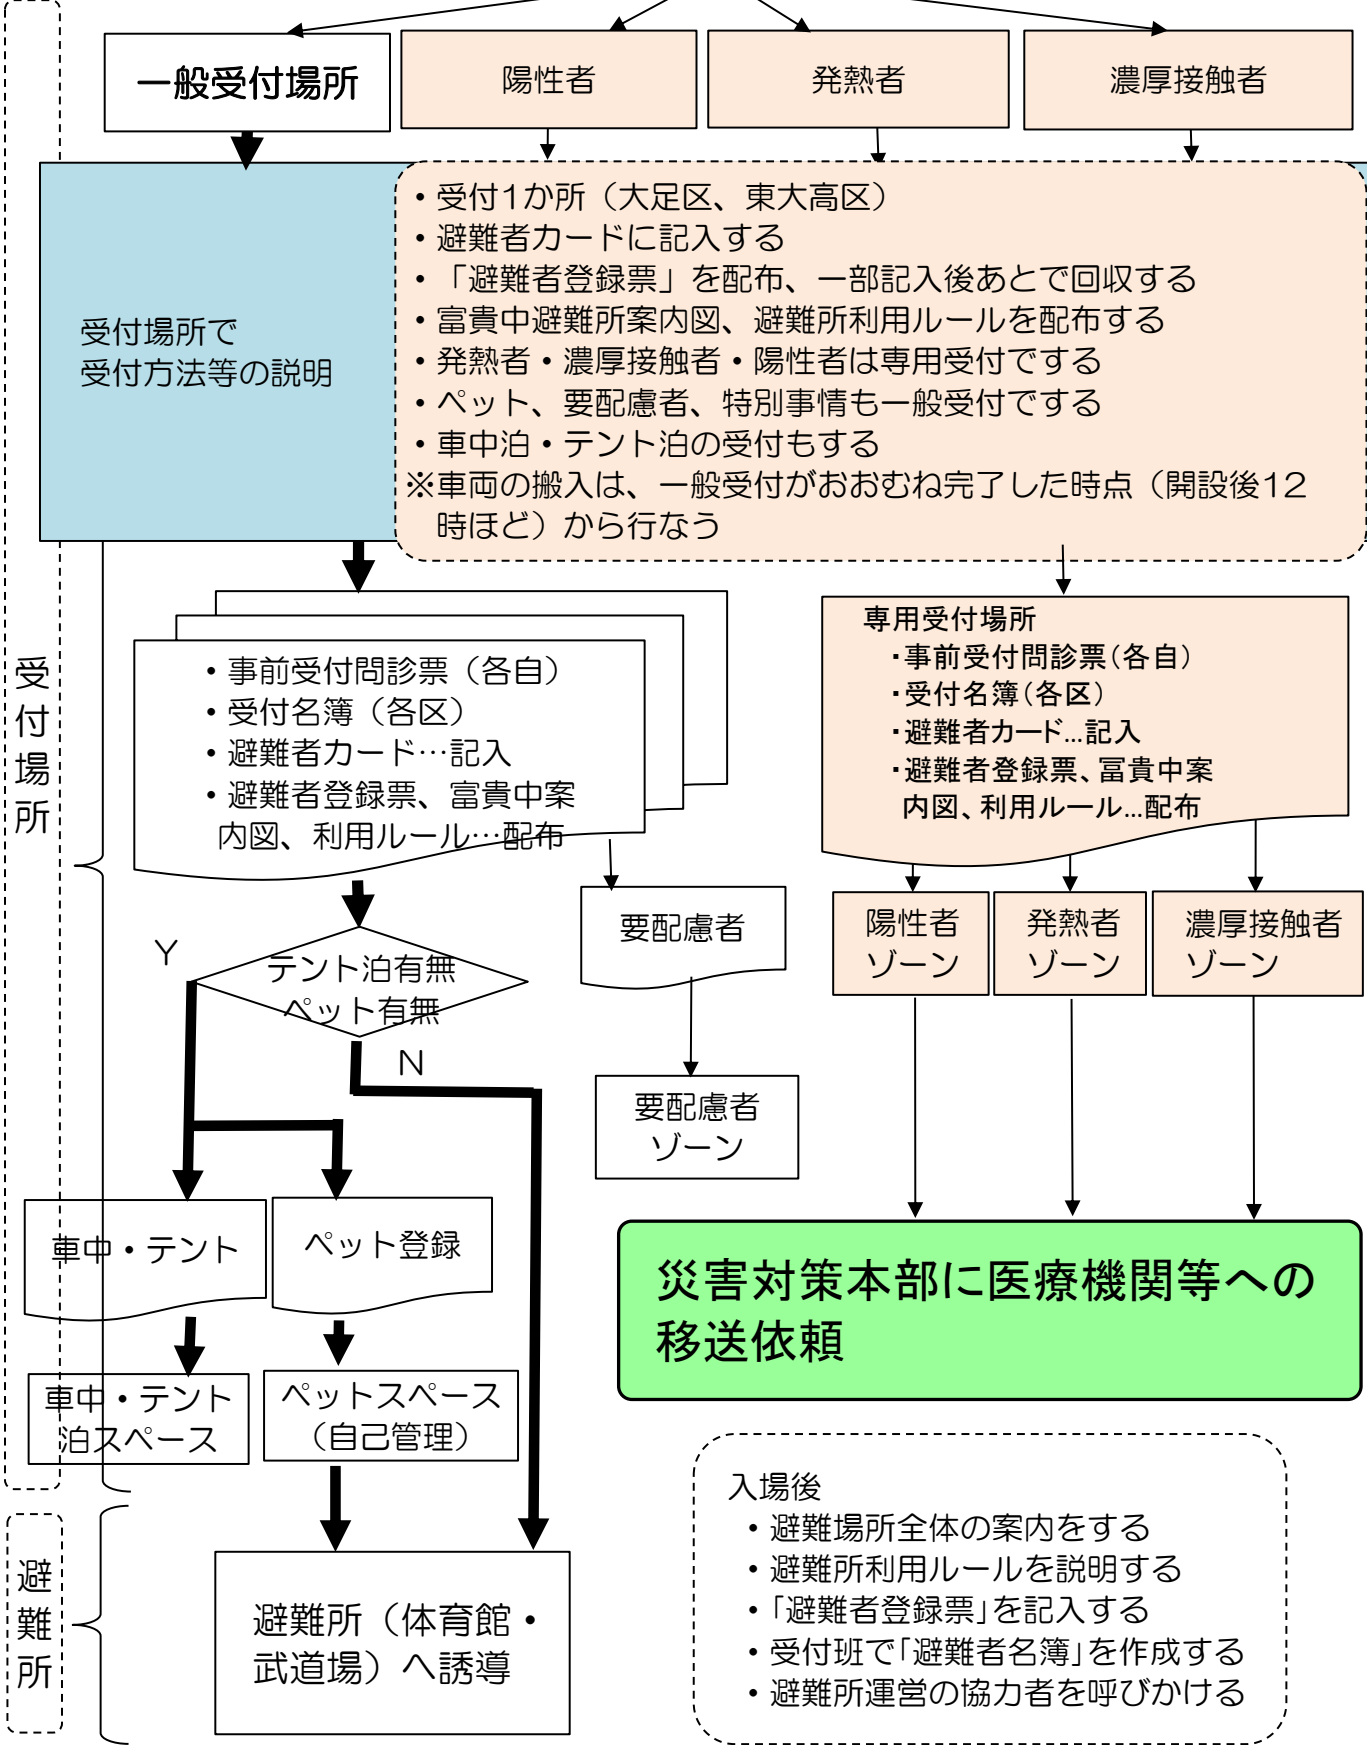 一般受付場所
陽性者
発熱者
濃厚接触者
受付場所で
受付方法等の説明
・受付1か所（大足区、東大高区）
・避難者カードに記入する
・「避難者登録票」を配布、一部記入後あとで回収する
・富貴中避難所案内図、避難所利用ルールを配布する
・発熱者・濃厚接触者・陽性者は専用受付でする
・ペット、要配慮者、特別事情も一般受付でする
・車中泊・テント泊の受付もする
※車両の搬入は、一般受付がおおむね完了した時点（開設後12
時ほど）から行なう
受付場所
・事前受付問診票（各自）
・受付名簿（各区）
・避難者カード…記入
・避難者登録票、富貴中案
内図、利用ルール…配布
専用受付場所
・事前受付問診票（各自）
・受付名簿（各区）
・避難者カード…記入
・避難者登録票、冨貴中案
内図、利用ルール…配布
要配慮者
陽性者
ゾーン
発熱者
ゾーン
濃厚接触者
ゾーン
Y
テント泊有無
ペット有無
N
要配慮者
ゾーン
車中・テント
ペット登録
災害対策本部に医療機関等への
移送依頼
車中・テント
泊スペース
ペットスペース
（自己管理）
入場後
・避難場所全体の案内をする
・避難所利用ルールを説明する
・「避難者登録票」を記入する
・受付班で「避難者名簿」を作成する
・避難所運営の協力者を呼びかける
避難所
避難所（体育館・
武道場）へ誘導